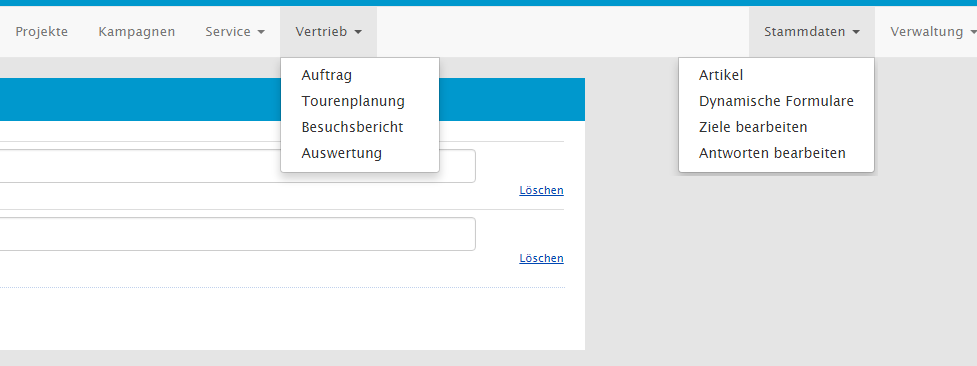 Projekte Kampagnen Service Vertrieb Stammdaten Verwaltung
Auftrag
Tourenplanung
Besuchsbericht
Auswertung
Artikel
Dynamische Formulare
Ziele bearbeiten
Antworten bearbeiten
Löschen
Löschen